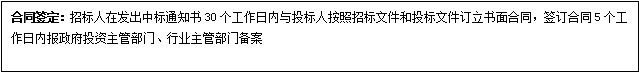 合同签定：招标人在发出中标通知书 30 个工作日内与投标人按照招标文件和投标文件订立书面合同，签订合同 5 个工
作日内报政府投资主管部门、行业主管部门备案